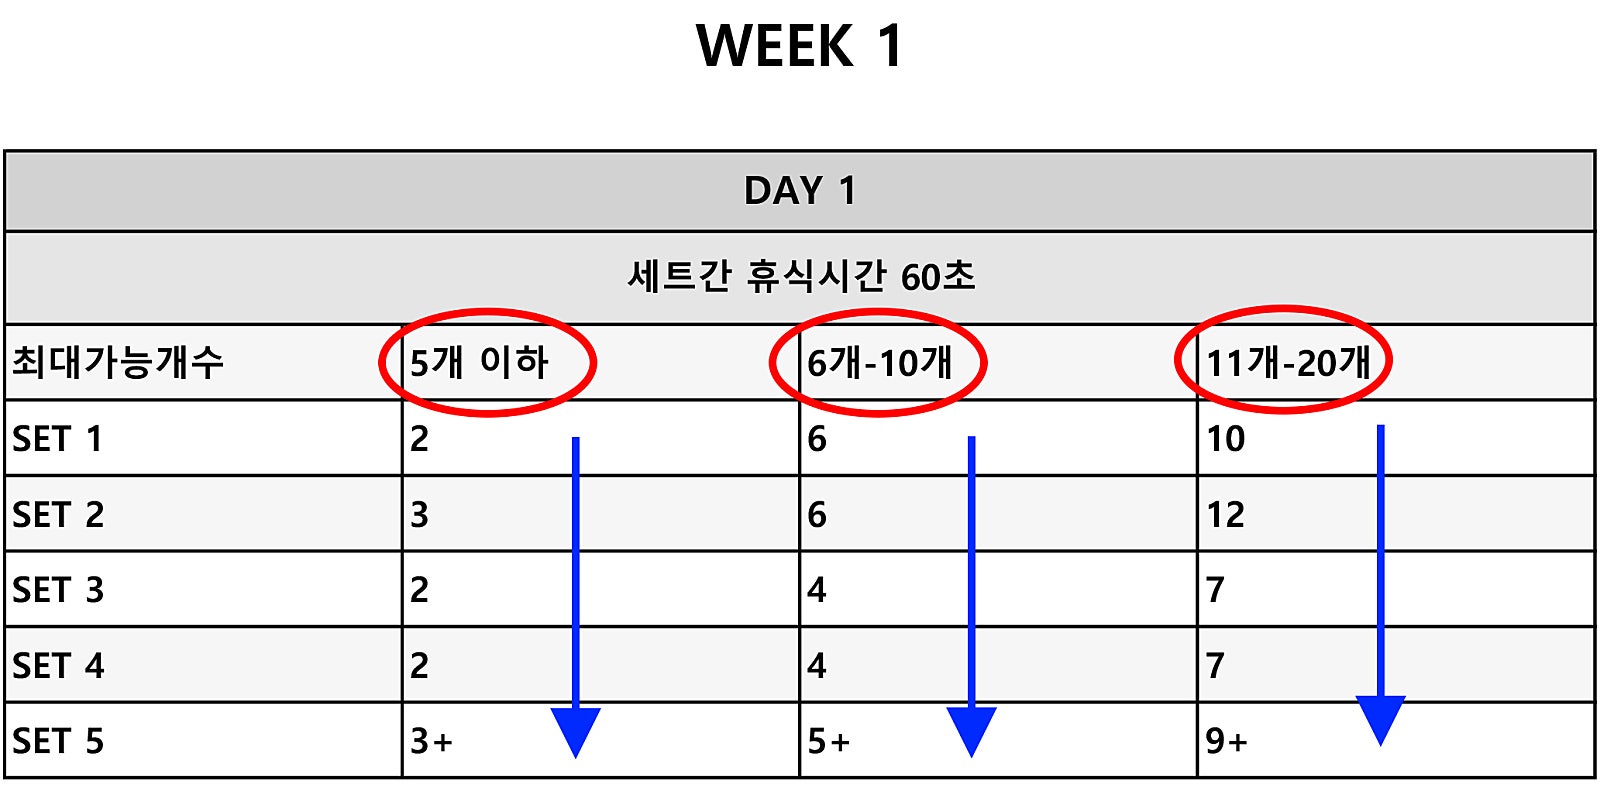 WEEK 1
DAY 1
세트간 휴식시간 60초
최대가능개수 5개 이하 6개-10개 11개-20개
SET 1 2 6 10
SET 2 3 6 12
SET 3 2 4 7
SET 4 2 4 7
SET 5 3+ 5+ 9+